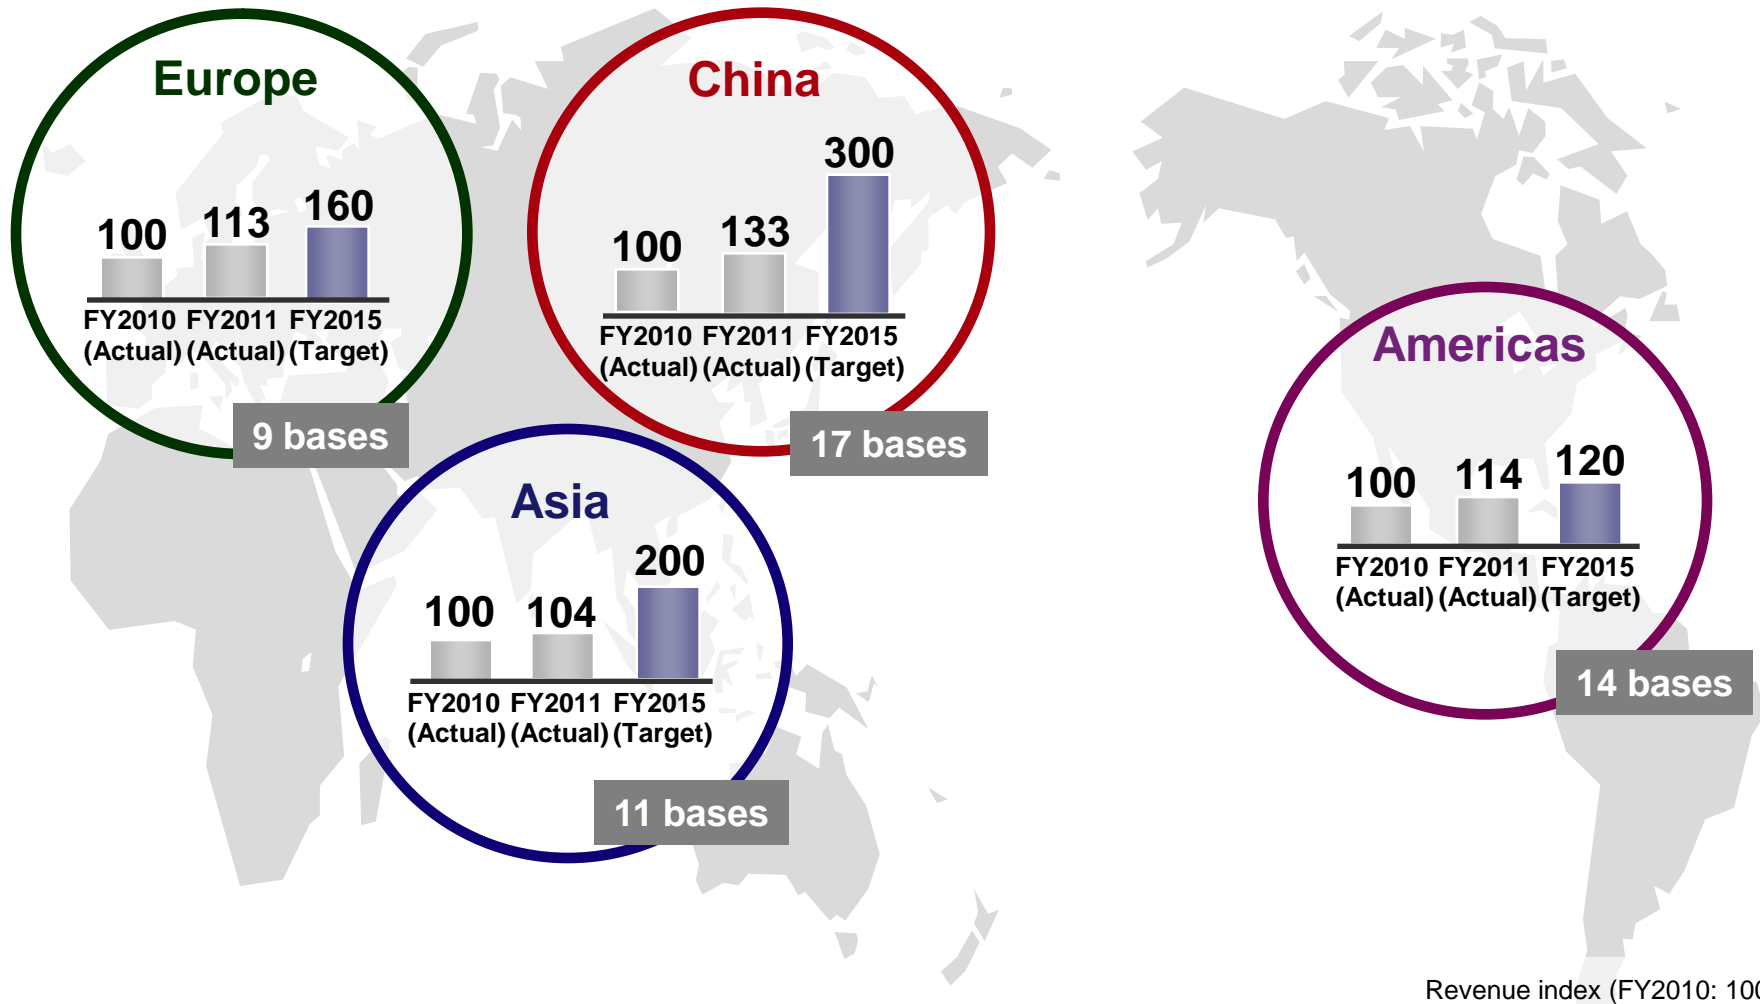 Europe
100 113 160
FY2010 FY2011 FY2015
(Actual) (Actual) (Target)
9 bases
China
100 133 300
FY2010 FY2011 FY2015
(Actual) (Actual) (Target)
17 bases
Asia
100 104 200
FY2010 FY2011 FY2015
(Actual) (Actual) (Target)
11 bases
Americas
100 114 120
FY2010 FY2011 FY2015
(Actual) (Actual) (Target)
14 bases
Revenue index (FY2010: 100